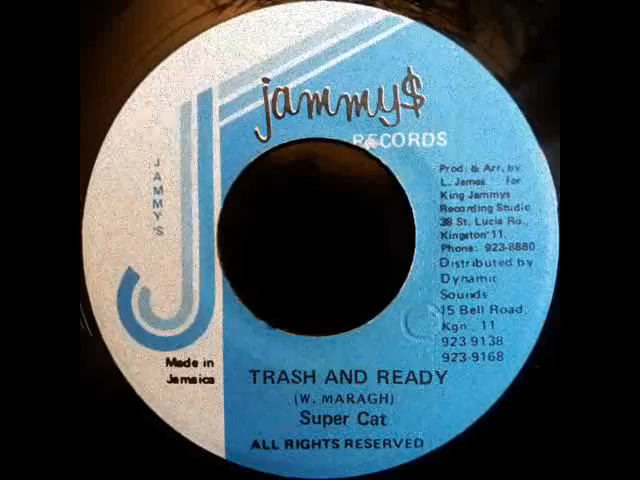 jammy$
RECORDS
JAMMY'S
Prod. & Arr. by
L. James for
King Jammys
Recording Studio
38 St. Lucia Rd.,
Kingston 11,
Phone: 923-8880
Distributed by
Dynamic
Sounds
15 Bell Road,
Kgn. 11
923 9138
923-9168
Made in
Jamaica
TRASH AND READY
(W. MARAGH)
Super Cat
ALL RIGHTS RESERVED